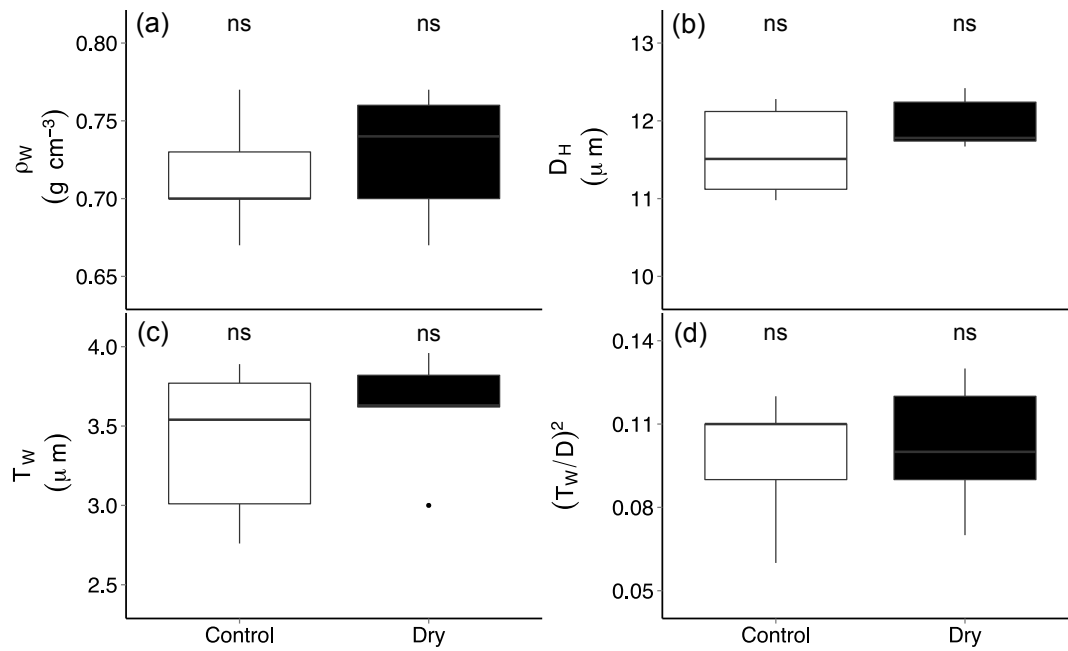 (a) ns ns
0.80
0.75
0.70
0.65
ρW
(g cm⁻³)
(b) ns ns
13
12
11
10
DH
(μ m)
(c) ns ns
4.0
3.5
3.0
2.5
TW
(μ m)
Control Dry
(d) ns ns
0.14
0.11
0.08
0.05
(TW/D)²
Control Dry